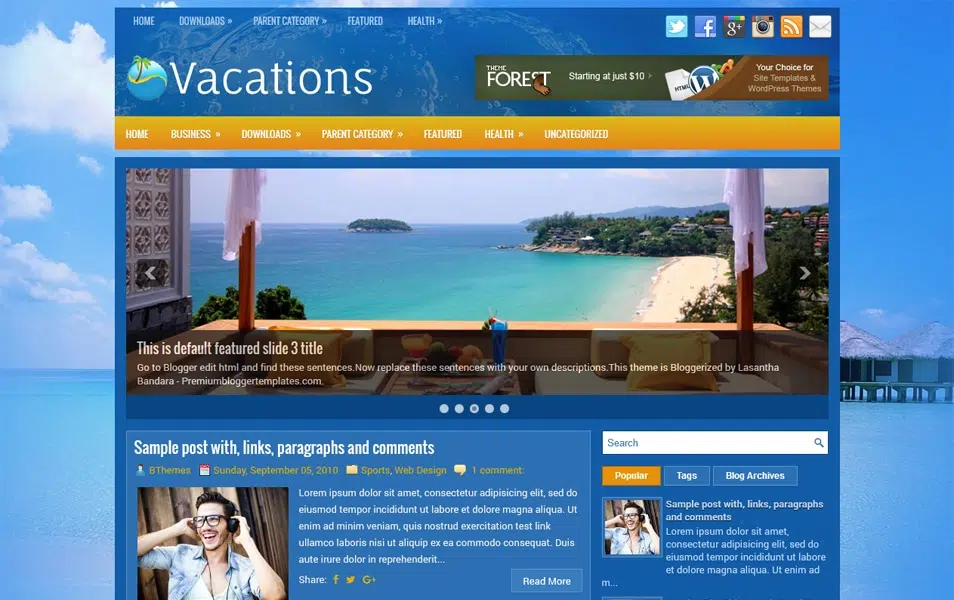 HOME DOWNLOADS » PARENT CATEGORY » FEATURED HEALTH »
Vacations
THEME
FOREST
Starting at just $10 ›
HTML
Your Choice for
Site Templates &
WordPress Themes
HOME BUSINESS » DOWNLOADS » PARENT CATEGORY » FEATURED HEALTH » UNCATEGORIZED
This is default featured slide 3 title
Go to Blogger edit html and find these sentences.Now replace these sentences with your own descriptions.This theme is Bloggerized by Lasantha
Bandara - Premiumbloggertemplates.com.
Sample post with, links, paragraphs and comments
BThemes Sunday, September 05, 2010 Sports, Web Design 1 comment:
Lorem ipsum dolor sit amet, consectetur adipisicing elit, sed do
eiusmod tempor incididunt ut labore et dolore magna aliqua. Ut
enim ad minim veniam, quis nostrud exercitation test link
ullamco laboris nisi ut aliquip ex ea commodo consequat. Duis
aute irure dolor in reprehenderit...
Share:
Read More
Search
Popular Tags Blog Archives
Sample post with, links, paragraphs
and comments
Lorem ipsum dolor sit amet,
consectetur adipisicing elit, sed do
eiusmod tempor incididunt ut labore
et dolore magna aliqua. Ut enim ad
m...